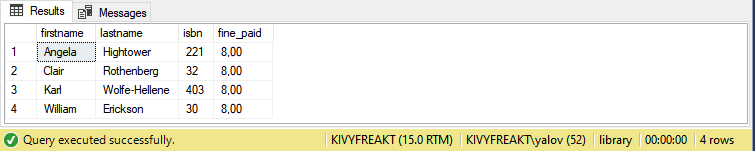 Results Messages
firstname lastname isbn fine_paid
1 Angela Hightower 221 8,00
2 Clair Rothenberg 32 8,00
3 Karl Wolfe-Hellene 403 8,00
4 William Erickson 30 8,00
Query executed successfully. KIVYFREAKT (15.0 RTM) KIVYFREAKT\yalov (52) library 00:00:00 4 rows